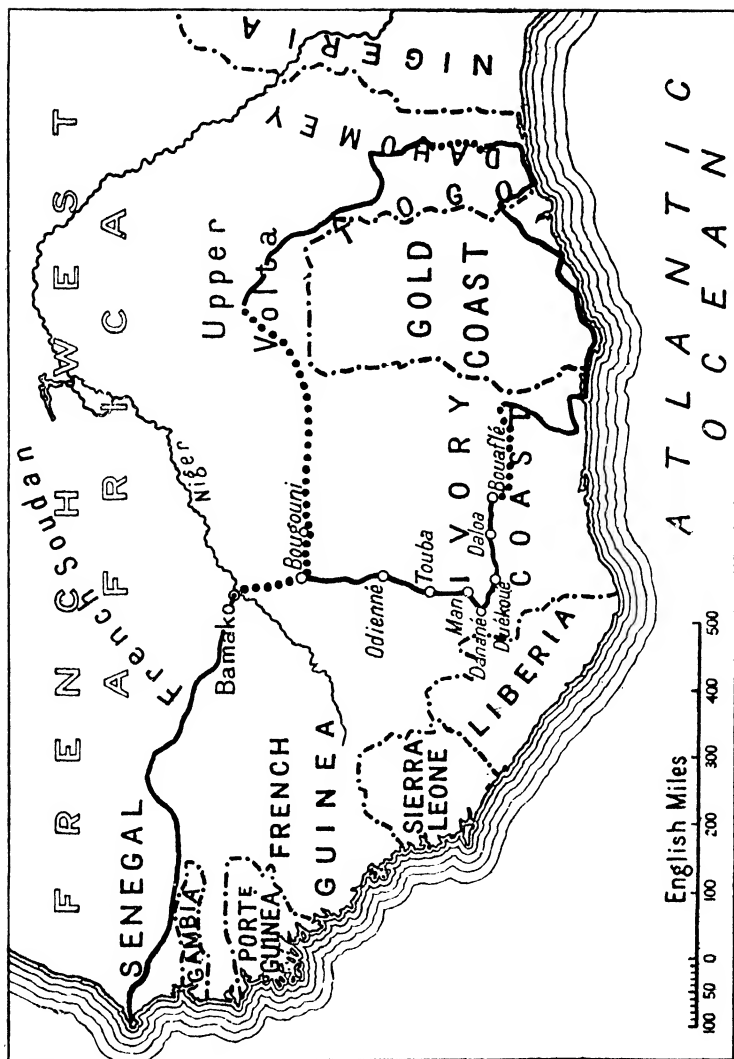 FRENCH WEST
AFRICA
French Soudan
Niger
SENEGAL
GAMBIA
PORTE
GUINEA
FRENCH
GUINEA
SIERRA
LEONE
LIBERIA
Bamako
Bougouni
Odienné
Touba
Man
Danané
Duékoué
Daloa
Bouaflé
IVORY
COAST
Upper
Volta
GOLD
COAST
TOGO
DAHOMEY
NIGERIA
ATLANTIC
OCEAN
English Miles
100 50 0 100 200 300 400 500